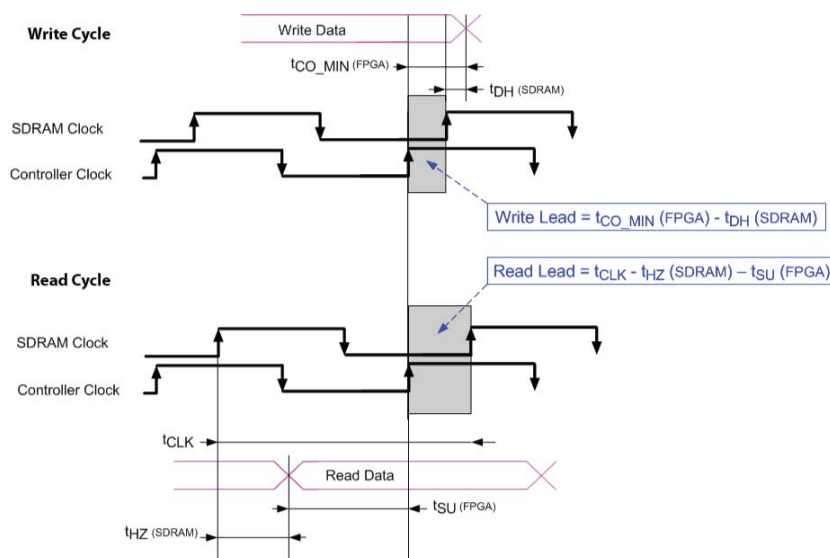 Write Cycle
Write Data
tCO_MIN (FPGA)
tDH (SDRAM)
SDRAM Clock
Controller Clock
Write Lead = tCO_MIN (FPGA) - tDH (SDRAM)
Read Lead = tCLK - tHZ (SDRAM) – tSU (FPGA)
Read Cycle
SDRAM Clock
Controller Clock
tCLK
Read Data
tSU (FPGA)
tHZ (SDRAM)